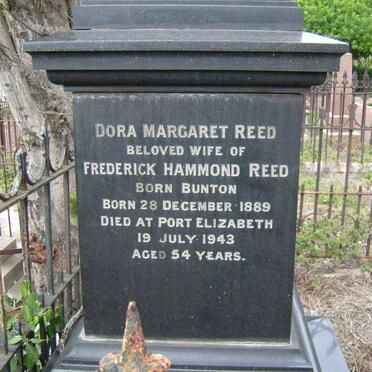 DORA MARGARET REED
BELOVED WIFE OF
FREDERICK HAMMOND REED
BORN BUNTON
BORN 28 DECEMBER 1889
DIED AT PORT ELIZABETH
19 JULY 1943
AGED 54 YEARS.